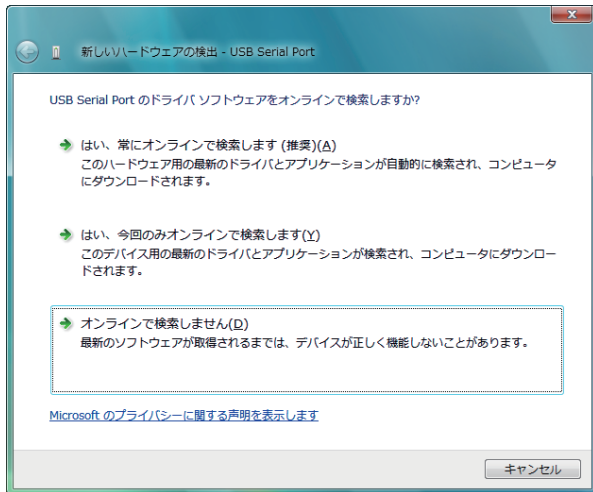 新しいハードウェアの検出 - USB Serial Port
USB Serial Port のドライバ ソフトウェアをオンラインで検索しますか?
はい、常にオンラインで検索します (推奨)(A)
このハードウェア用の最新のドライバとアプリケーションが自動的に検索され、コンピュータ
にダウンロードされます。
はい、今回のみオンラインで検索します(Y)
このデバイス用の最新のドライバとアプリケーションが検索され、コンピュータにダウンロー
ドされます。
オンラインで検索しません(D)
最新のソフトウェアが取得されるまでは、デバイスが正しく機能しないことがあります。
Microsoft のプライバシーに関する声明を表示します
キャンセル